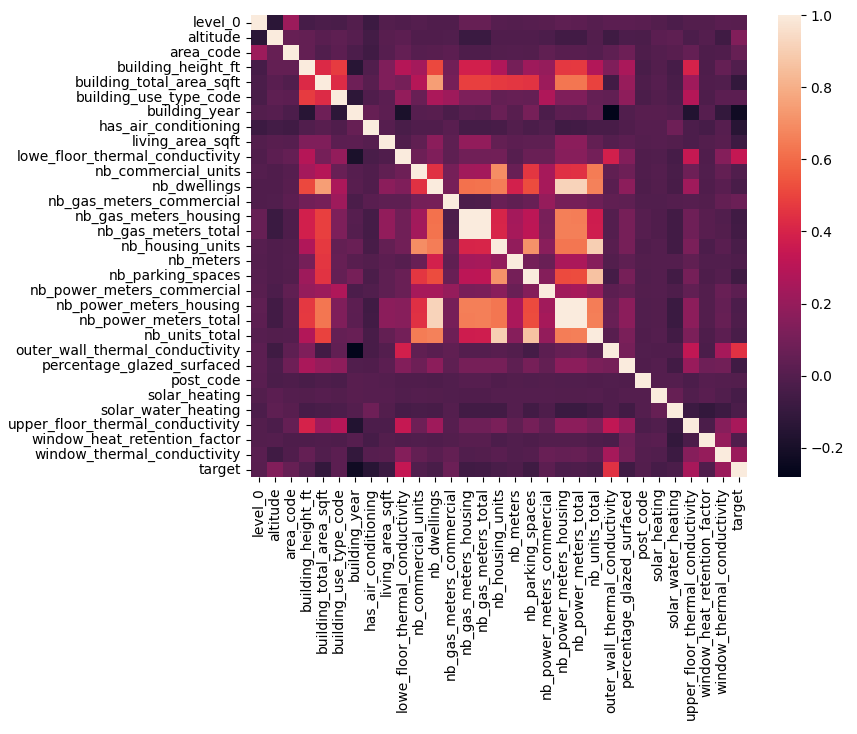 level_0
altitude
area_code
building_height_ft
building_total_area_sqft
building_use_type_code
building_year
has_air_conditioning
living_area_sqft
lowe_floor_thermal_conductivity
nb_commercial_units
nb_dwellings
nb_gas_meters_commercial
nb_gas_meters_housing
nb_gas_meters_total
nb_housing_units
nb_meters
nb_parking_spaces
nb_power_meters_commercial
nb_power_meters_housing
nb_power_meters_total
nb_units_total
outer_wall_thermal_conductivity
percentage_glazed_surfaced
post_code
solar_heating
solar_water_heating
upper_floor_thermal_conductivity
window_heat_retention_factor
window_thermal_conductivity
target
level_0
altitude
area_code
building_height_ft
building_total_area_sqft
building_use_type_code
building_year
has_air_conditioning
living_area_sqft
lowe_floor_thermal_conductivity
nb_commercial_units
nb_dwellings
nb_gas_meters_commercial
nb_gas_meters_housing
nb_gas_meters_total
nb_housing_units
nb_meters
nb_parking_spaces
nb_power_meters_commercial
nb_power_meters_housing
nb_power_meters_total
nb_units_total
outer_wall_thermal_conductivity
percentage_glazed_surfaced
post_code
solar_heating
solar_water_heating
upper_floor_thermal_conductivity
window_heat_retention_factor
window_thermal_conductivity
target
1.0
0.8
0.6
0.4
0.2
0.0
−0.2